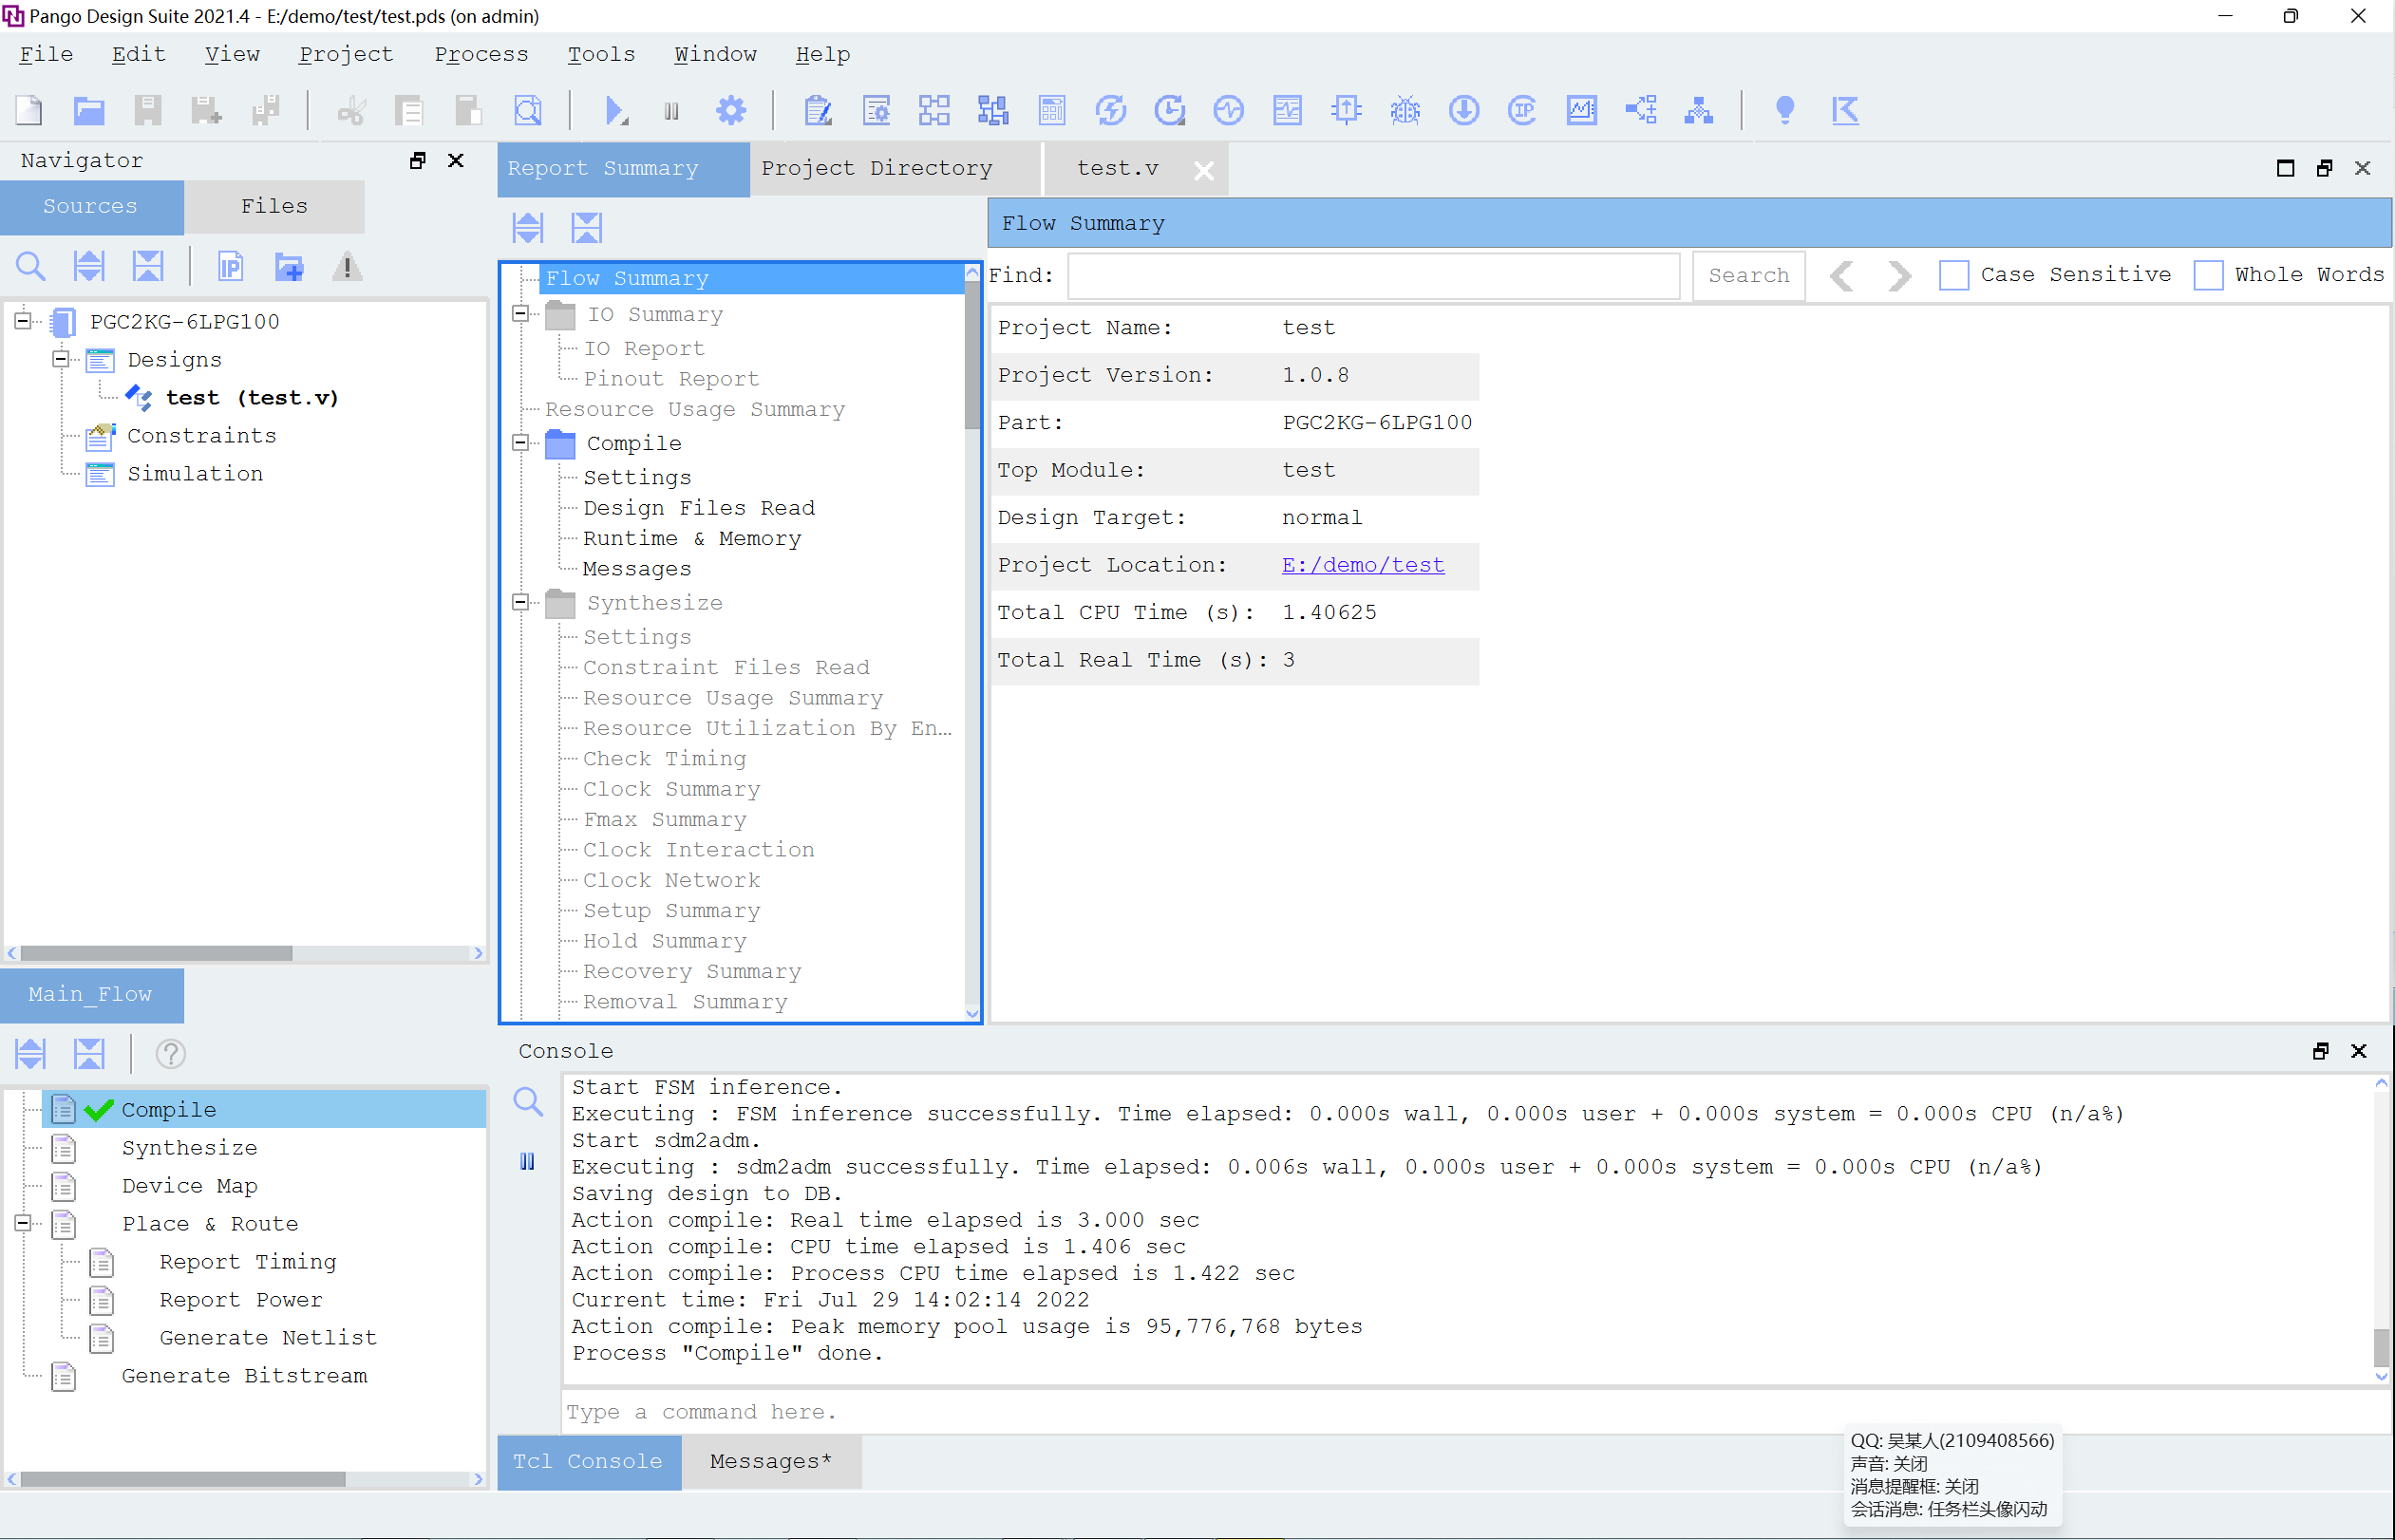 Pango Design Suite 2021.4 - E:/demo/test/test.pds (on admin)
File Edit View Project Process Tools Window Help
Navigator
Sources Files
PGC2KG-6LPG100
Designs
test (test.v)
Constraints
Simulation
Main_Flow
Compile
Synthesize
Device Map
Place & Route
Report Timing
Report Power
Generate Netlist
Generate Bitstream
Report Summary Project Directory test.v
Flow Summary
IO Summary
IO Report
Pinout Report
Resource Usage Summary
Compile
Settings
Design Files Read
Runtime & Memory
Messages
Synthesize
Settings
Constraint Files Read
Resource Usage Summary
Resource Utilization By En...
Check Timing
Clock Summary
Fmax Summary
Clock Interaction
Clock Network
Setup Summary
Hold Summary
Recovery Summary
Removal Summary
Flow Summary
Find: Search Case Sensitive Whole Words
Project Name: test
Project Version: 1.0.8
Part: PGC2KG-6LPG100
Top Module: test
Design Target: normal
Project Location: E:/demo/test
Total CPU Time (s): 1.40625
Total Real Time (s): 3
Console
Start FSM inference.
Executing : FSM inference successfully. Time elapsed: 0.000s wall, 0.000s user + 0.000s system = 0.000s CPU (n/a%)
Start sdm2adm.
Executing : sdm2adm successfully. Time elapsed: 0.006s wall, 0.000s user + 0.000s system = 0.000s CPU (n/a%)
Saving design to DB.
Action compile: Real time elapsed is 3.000 sec
Action compile: CPU time elapsed is 1.406 sec
Action compile: Process CPU time elapsed is 1.422 sec
Current time: Fri Jul 29 14:02:14 2022
Action compile: Peak memory pool usage is 95,776,768 bytes
Process "Compile" done.
Type a command here.
Tcl Console Messages*
QQ: 吴某人(2109408566)
声音: 关闭
消息提醒框: 关闭
会话消息: 任务栏头像闪动